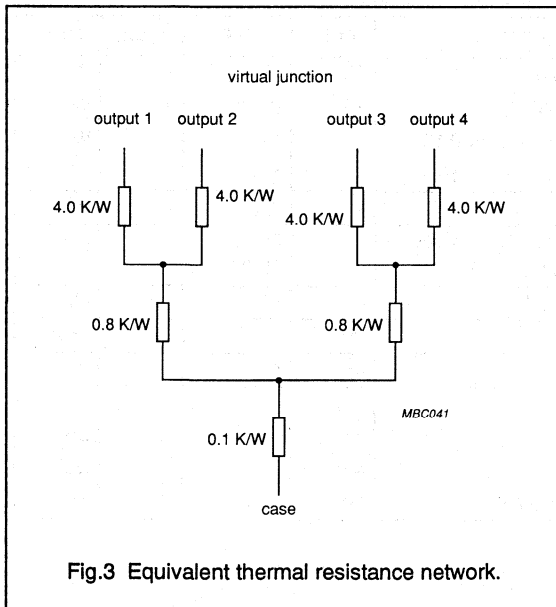 virtual junction
output 1 output 2 output 3 output 4
4.0 K/W 4.0 K/W 4.0 K/W 4.0 K/W
0.8 K/W 0.8 K/W
MBC041
0.1 K/W
case
Fig.3 Equivalent thermal resistance network.